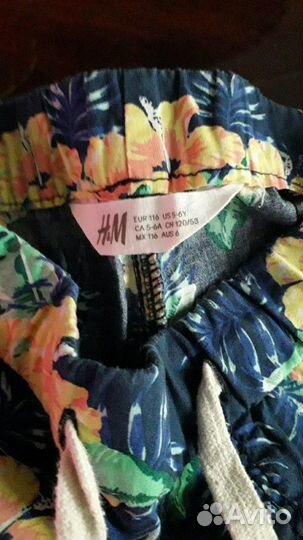 H&M
EUR 116 US 5-6Y
CA 5-6A CN 120/53
MX 116 AUS 6
Avito